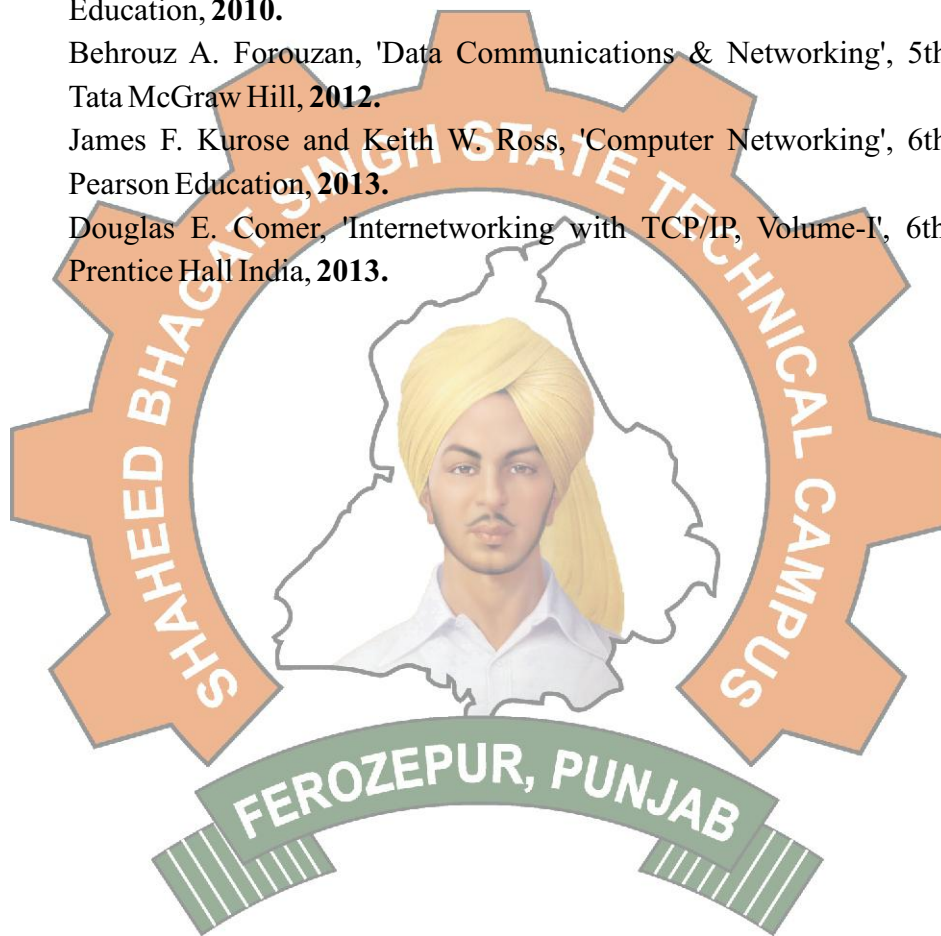 Education, 2010.
Behrouz A. Forouzan, 'Data Communications & Networking', 5th
Tata McGraw Hill, 2012.
James F. Kurose and Keith W. Ross, 'Computer Networking', 6th
Pearson Education, 2013.
Douglas E. Comer, 'Internetworking with TCP/IP, Volume-I', 6th
Prentice Hall India, 2013.
SHAHEED BHAGAT SINGH STATE TECHNICAL CAMPUS
FEROZEPUR, PUNJAB